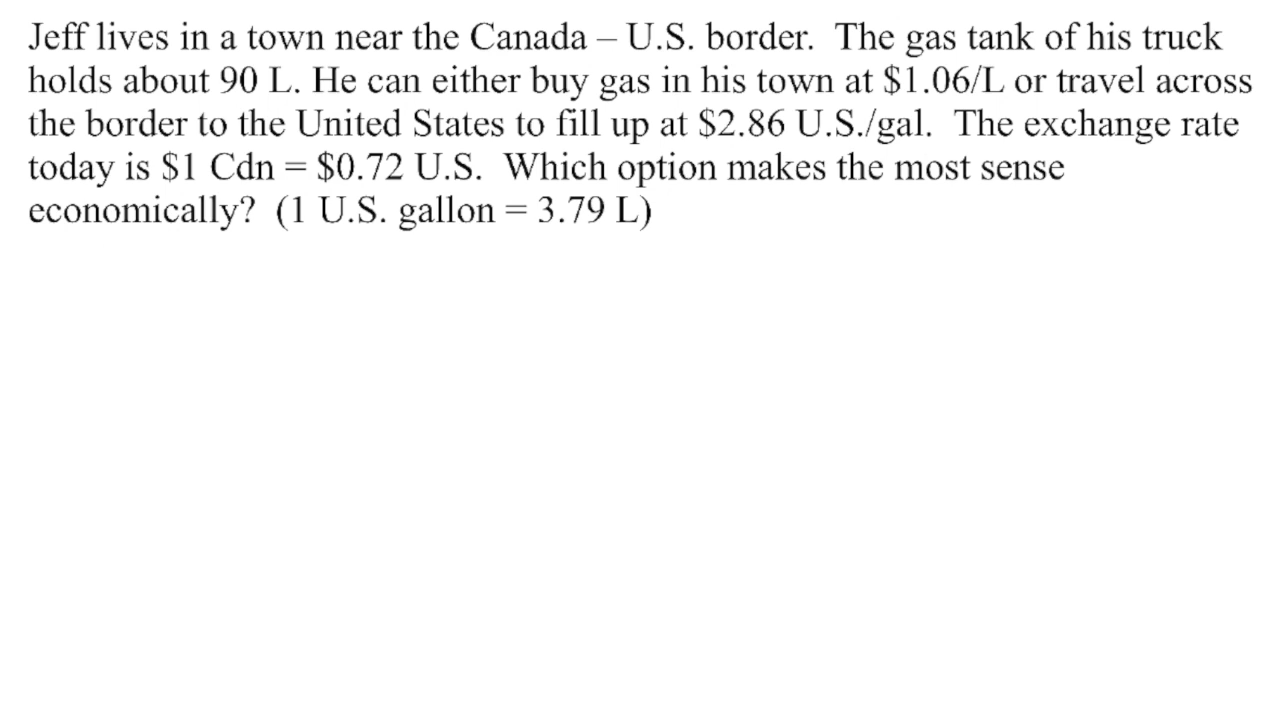 Jeff lives in a town near the Canada – U.S. border.  The gas tank of his truck
holds about 90 L. He can either buy gas in his town at $1.06/L or travel across
the border to the United States to fill up at $2.86 U.S./gal.  The exchange rate
today is $1 Cdn = $0.72 U.S.  Which option makes the most sense
economically?  (1 U.S. gallon = 3.79 L)